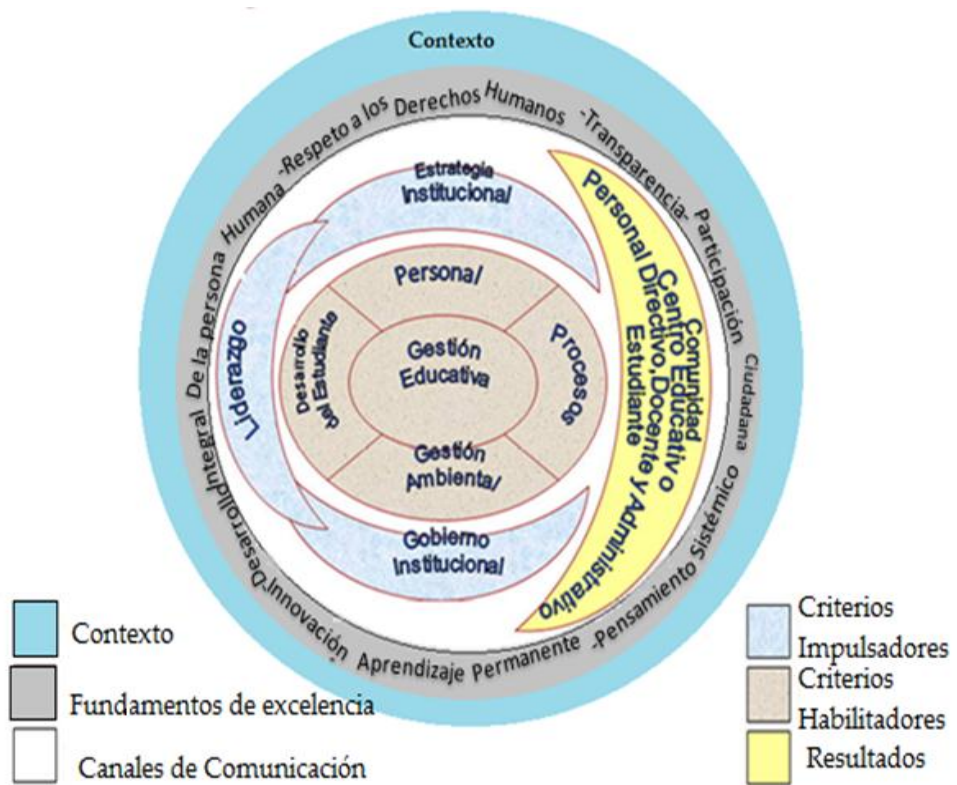 Contexto
Desarrollo Integral De la persona Humana -Respeto a los Derechos Humanos -Transparencia- Participación Ciudadana
-Pensamiento Sistémico
Aprendizaje Permanente
Innovación
Estrategia
Institucional
Liderazgo
Personal
Desarrollo
del Estudiante
Gestión
Educativa
Procesos
Gestión
Ambiental
Gobierno
Institucional
Comunidad
Centro Educativo
Personal Directivo, Docente y Administrativo
Estudiante
Contexto
Fundamentos de excelencia
Canales de Comunicación
Criterios
Impulsadores
Criterios
Habilitadores
Resultados